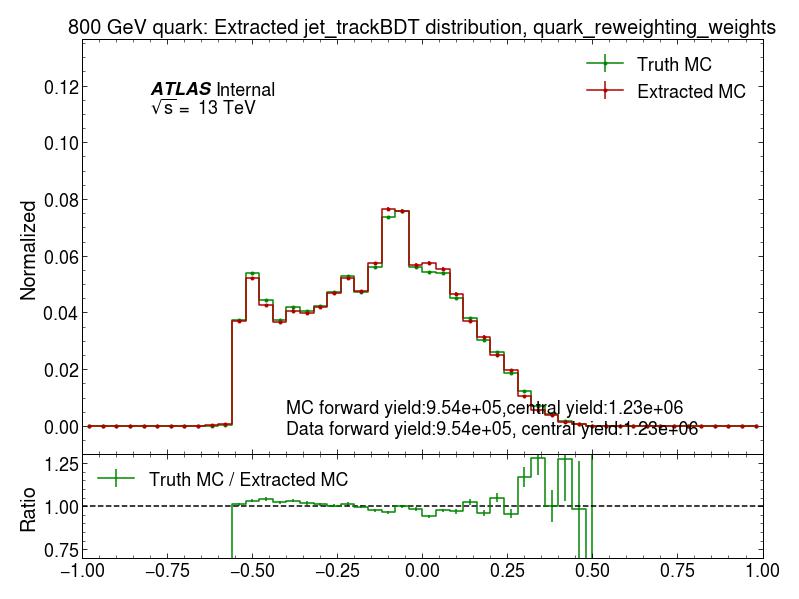 800 GeV quark: Extracted jet_trackBDT distribution, quark_reweighting_weights
ATLAS Internal
√s = 13 TeV
Truth MC
Extracted MC
Normalized
0.12
0.10
0.08
0.06
0.04
0.02
0.00
MC forward yield:9.54e+05,central yield:1.23e+06
Data forward yield:9.54e+05, central yield:1.23e+06
Ratio
1.25
1.00
0.75
Truth MC / Extracted MC
−1.00 −0.75 −0.50 −0.25 0.00 0.25 0.50 0.75 1.00